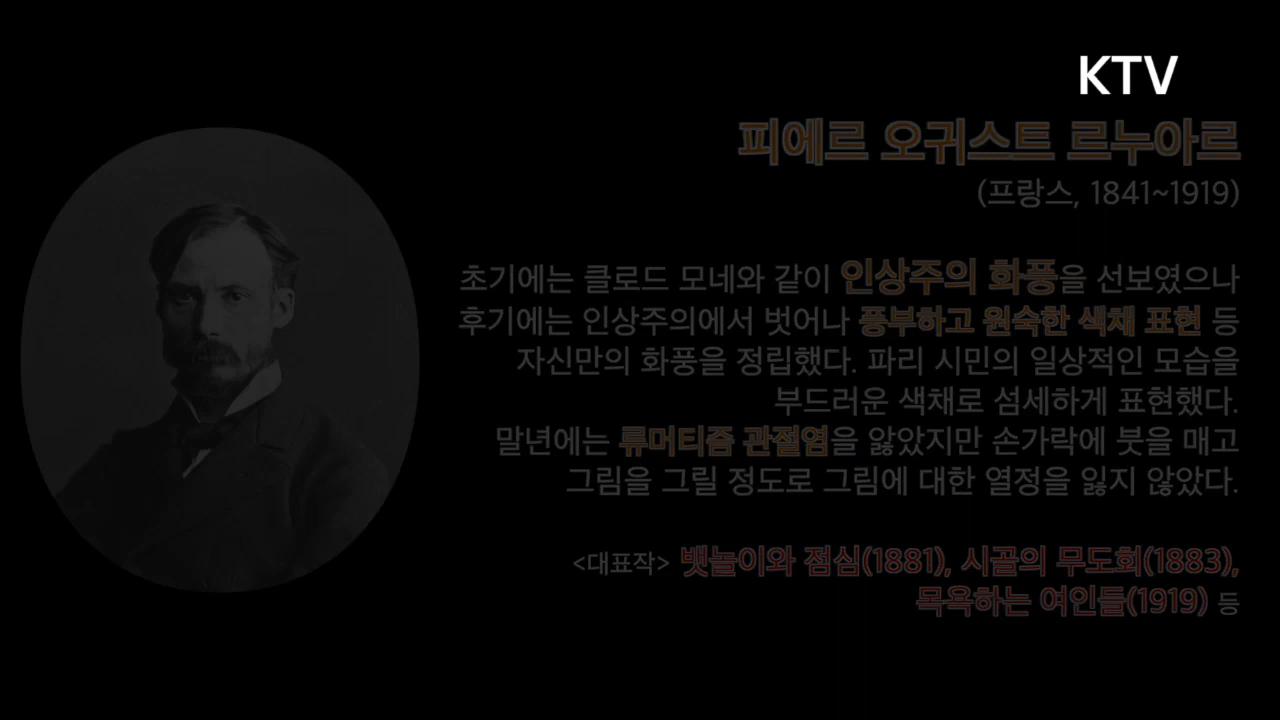 KTV
피에르 오귀스트 르누아르
(프랑스, 1841~1919)
초기에는 클로드 모네와 같이 인상주의 화풍을 선보였으나
후기에는 인상주의에서 벗어나 풍부하고 원숙한 색채 표현 등
자신만의 화풍을 정립했다. 파리 시민의 일상적인 모습을
부드러운 색채로 섬세하게 표현했다.
말년에는 류머티즘 관절염을 앓았지만 손가락에 붓을 매고
그림을 그릴 정도로 그림에 대한 열정을 잃지 않았다.
<대표작> 뱃놀이와 점심(1881), 시골의 무도회(1883),
목욕하는 여인들(1919) 등